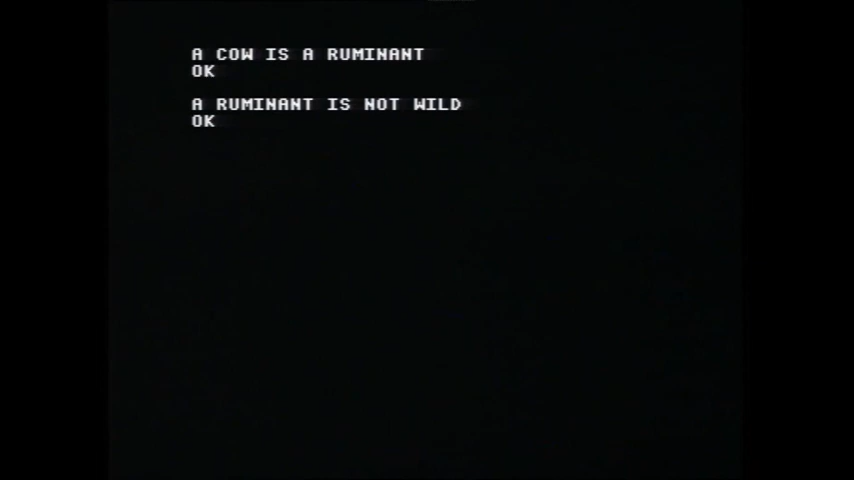 A COW IS A RUMINANT
OK
A RUMINANT IS NOT WILD
OK